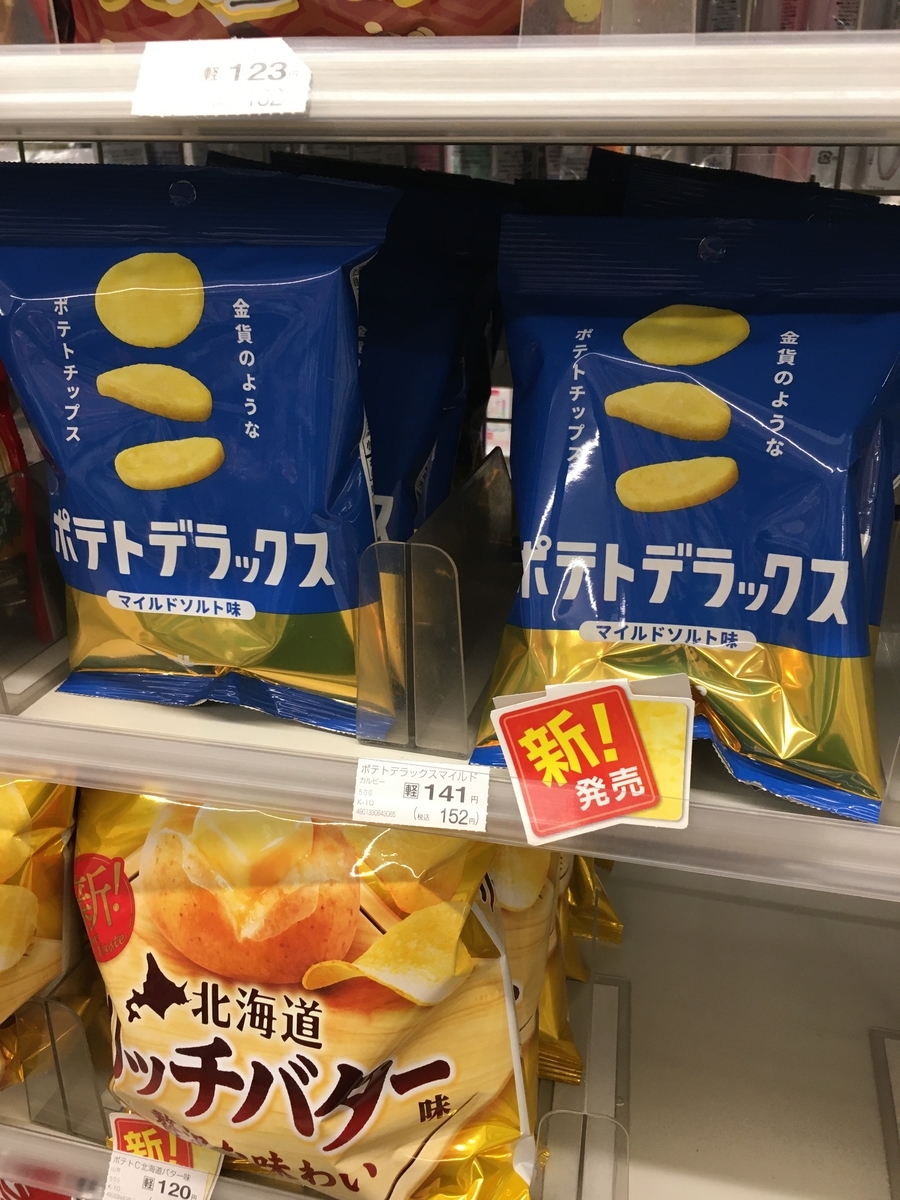 軽 123
金貨のような
ポテトチップス
ポテトデラックス
マイルドソルト味
金貨のような
ポテトチップス
ポテトデラックス
マイルドソルト味
新!
発売
ポテトデラックスマイルド
カルビー
軽 141円
K-10
(税込 152円)
新!
北海道
リッチバター
味
味わい
新!
ポテトC北海道バター味
軽 120